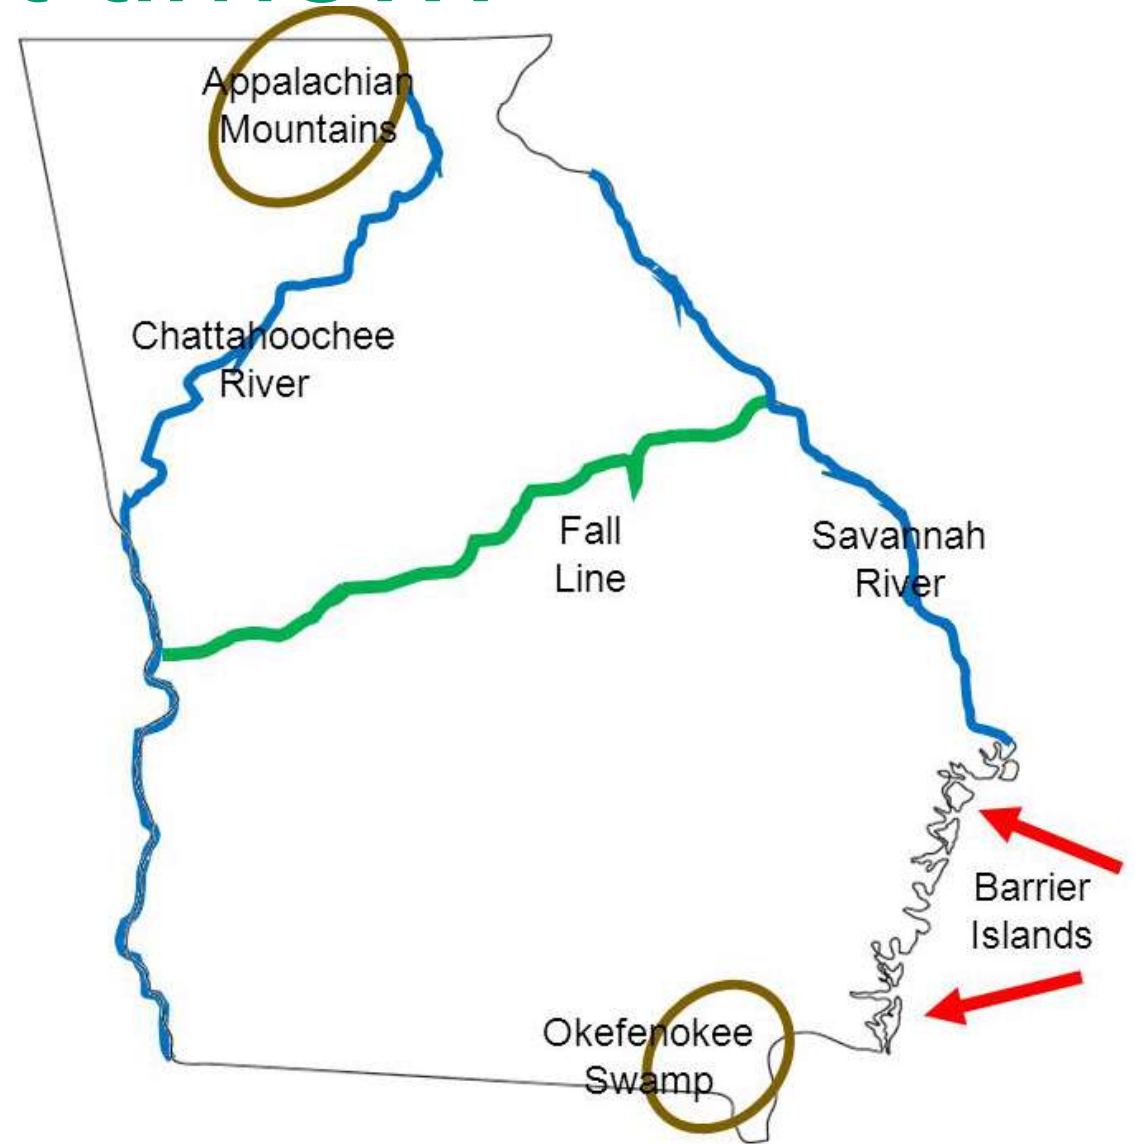 Appalachian
Mountains
Chattahoochee
River
Fall
Line
Savannah
River
Barrier
Islands
Okefenokee
Swamp